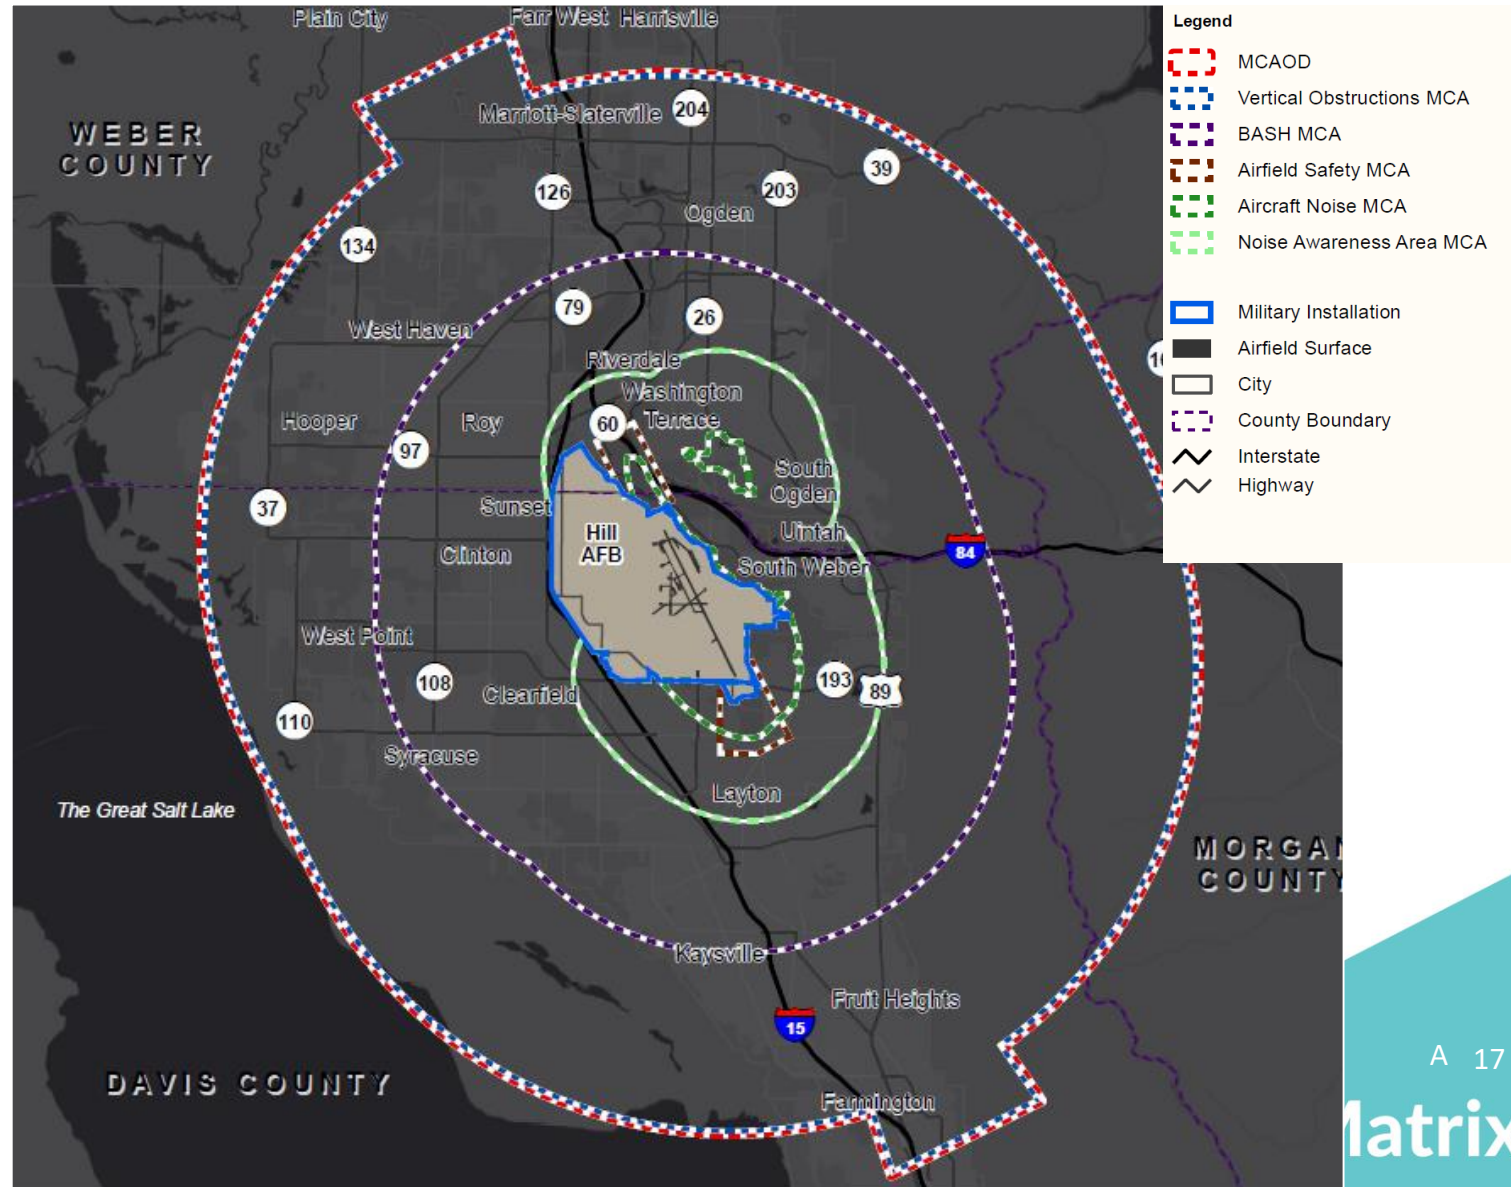 Plain City
Farr West
Harrisville
Legend
MCAOD
Vertical Obstructions MCA
BASH MCA
Airfield Safety MCA
Aircraft Noise MCA
Noise Awareness Area MCA
Military Installation
Airfield Surface
City
County Boundary
Interstate
Highway
WEBER
COUNTY
Marriott-Slaterville
204
39
126
203
Ogden
134
79
26
West Haven
Riverdale
Washington
Terrace
Hooper
Roy
60
97
South
Ogden
37
Sunset
Hill
AFB
Uintah
84
Clinton
South Weber
West Point
108
193
89
Clearfield
110
Syracuse
Layton
The Great Salt Lake
MORGAN
COUNTY
Kaysville
Fruit Heights
15
DAVIS COUNTY
Farmington
A 17
Matrix